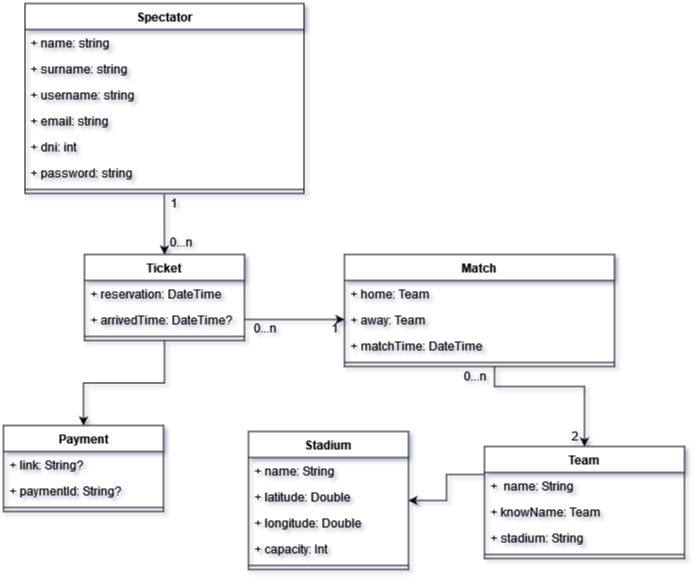 Spectator
+ name: string
+ surname: string
+ username: string
+ email: string
+ dni: int
+ password: string
1
0...n
Ticket
+ reservation: DateTime
+ arrivedTime: DateTime?
0...n
1
Match
+ home: Team
+ away: Team
+ matchTime: DateTime
0...n
2
Payment
+ link: String?
+ paymentId: String?
Stadium
+ name: String
+ latitude: Double
+ longitude: Double
+ capacity: Int
Team
+ name: String
+ knowName: Team
+ stadium: String